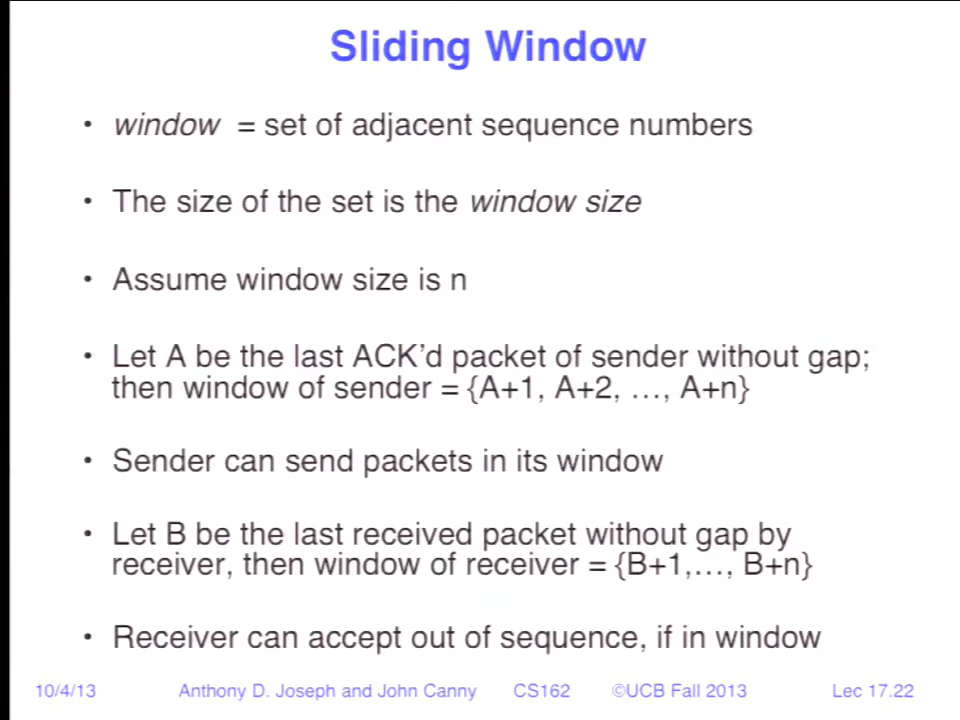 Sliding Window
• window = set of adjacent sequence numbers
• The size of the set is the window size
• Assume window size is n
• Let A be the last ACK’d packet of sender without gap;
then window of sender = {A+1, A+2, …, A+n}
• Sender can send packets in its window
• Let B be the last received packet without gap by
receiver, then window of receiver = {B+1,…, B+n}
• Receiver can accept out of sequence, if in window
10/4/13 Anthony D. Joseph and John Canny CS162 ©UCB Fall 2013 Lec 17.22